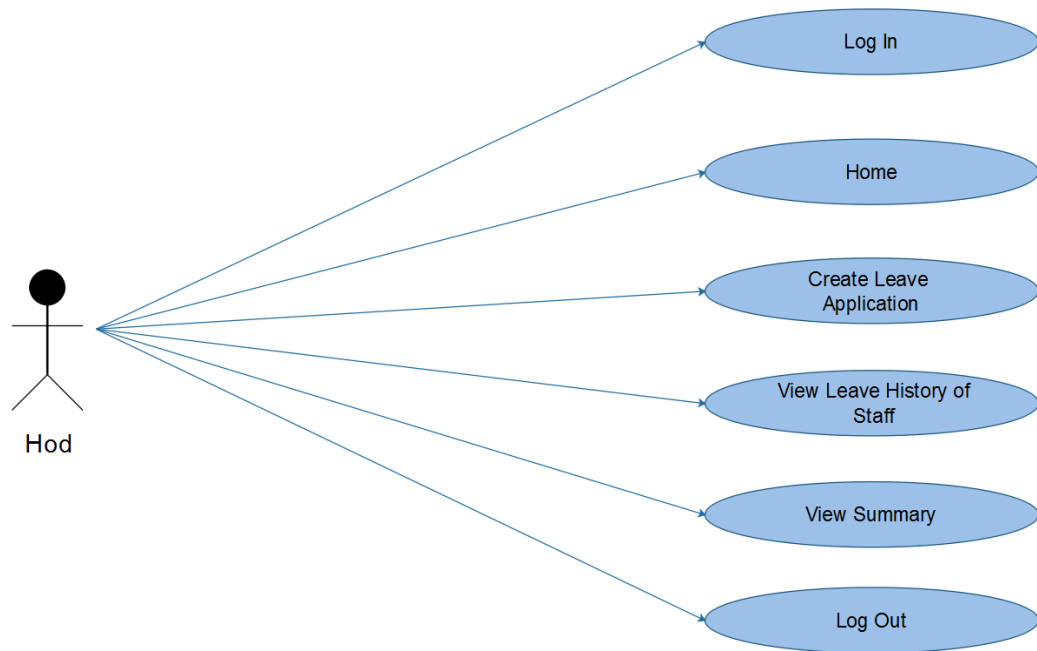 Log In
Home
Create Leave
Application
View Leave History of
Staff
Hod
View Summary
Log Out